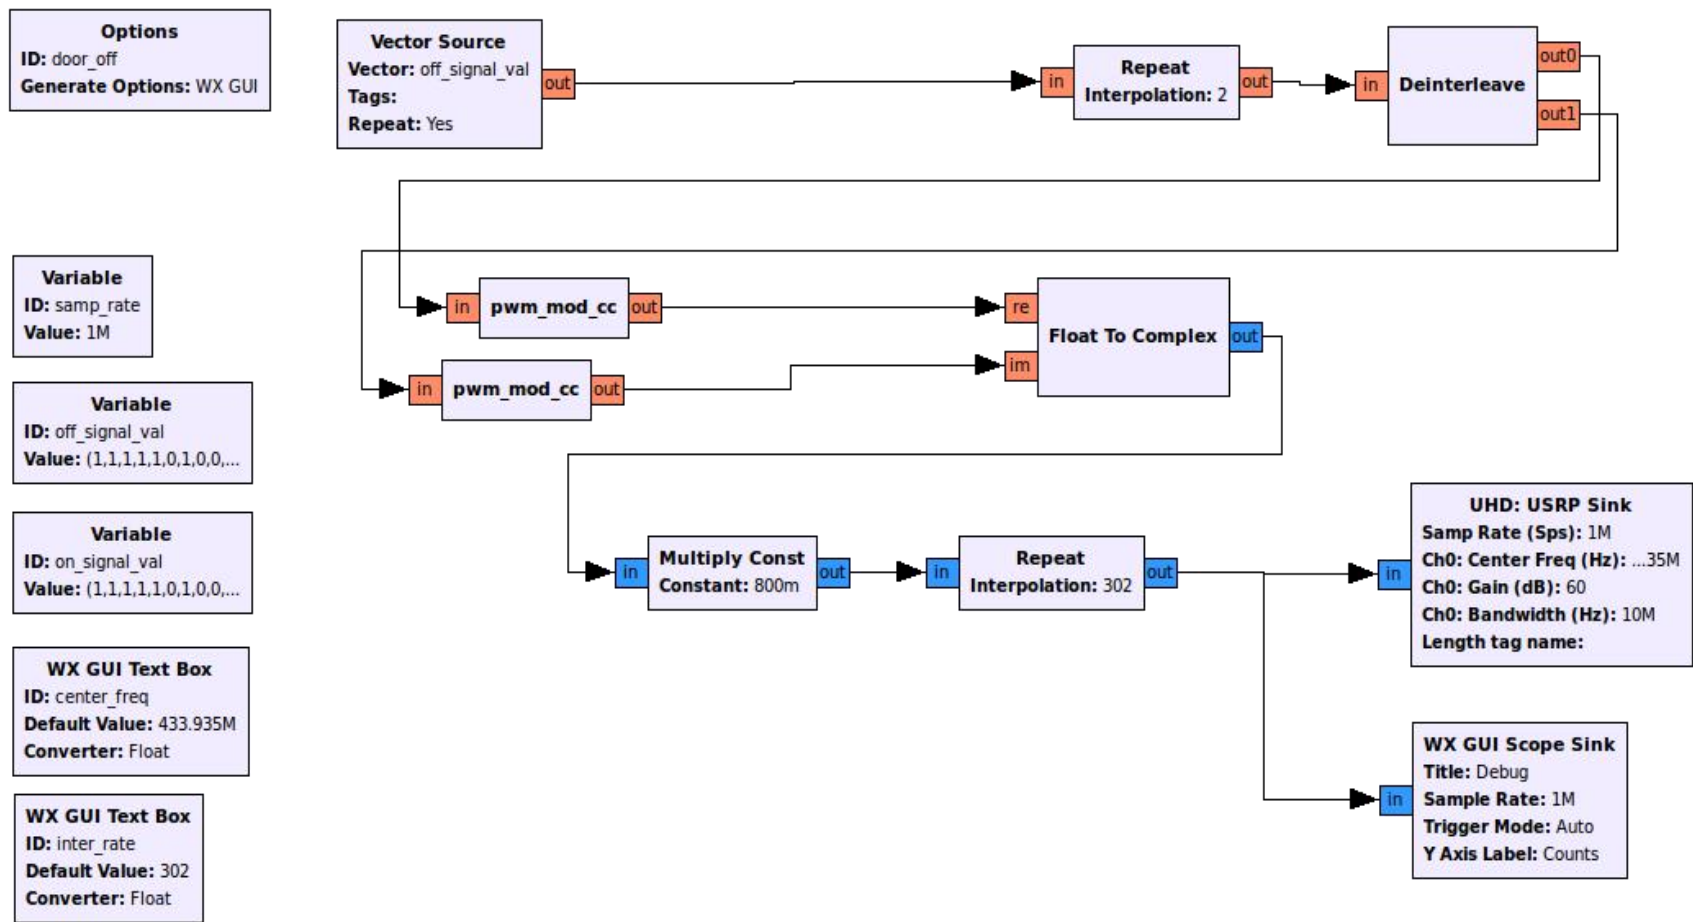 Options
ID: door_off
Generate Options: WX GUI
Vector Source
Vector: off_signal_val
Tags:
Repeat: Yes
out
in
Repeat
Interpolation: 2
out
in
Deinterleave
out0
out1
Variable
ID: samp_rate
Value: 1M
in
pwm_mod_cc
out
in
pwm_mod_cc
out
re
im
Float To Complex
out
Variable
ID: off_signal_val
Value: (1,1,1,1,1,0,1,0,0,...
Variable
ID: on_signal_val
Value: (1,1,1,1,1,0,1,0,0,...
in
Multiply Const
Constant: 800m
out
in
Repeat
Interpolation: 302
out
in
UHD: USRP Sink
Samp Rate (Sps): 1M
Ch0: Center Freq (Hz): ...35M
Ch0: Gain (dB): 60
Ch0: Bandwidth (Hz): 10M
Length tag name:
WX GUI Text Box
ID: center_freq
Default Value: 433.935M
Converter: Float
in
WX GUI Scope Sink
Title: Debug
Sample Rate: 1M
Trigger Mode: Auto
Y Axis Label: Counts
WX GUI Text Box
ID: inter_rate
Default Value: 302
Converter: Float